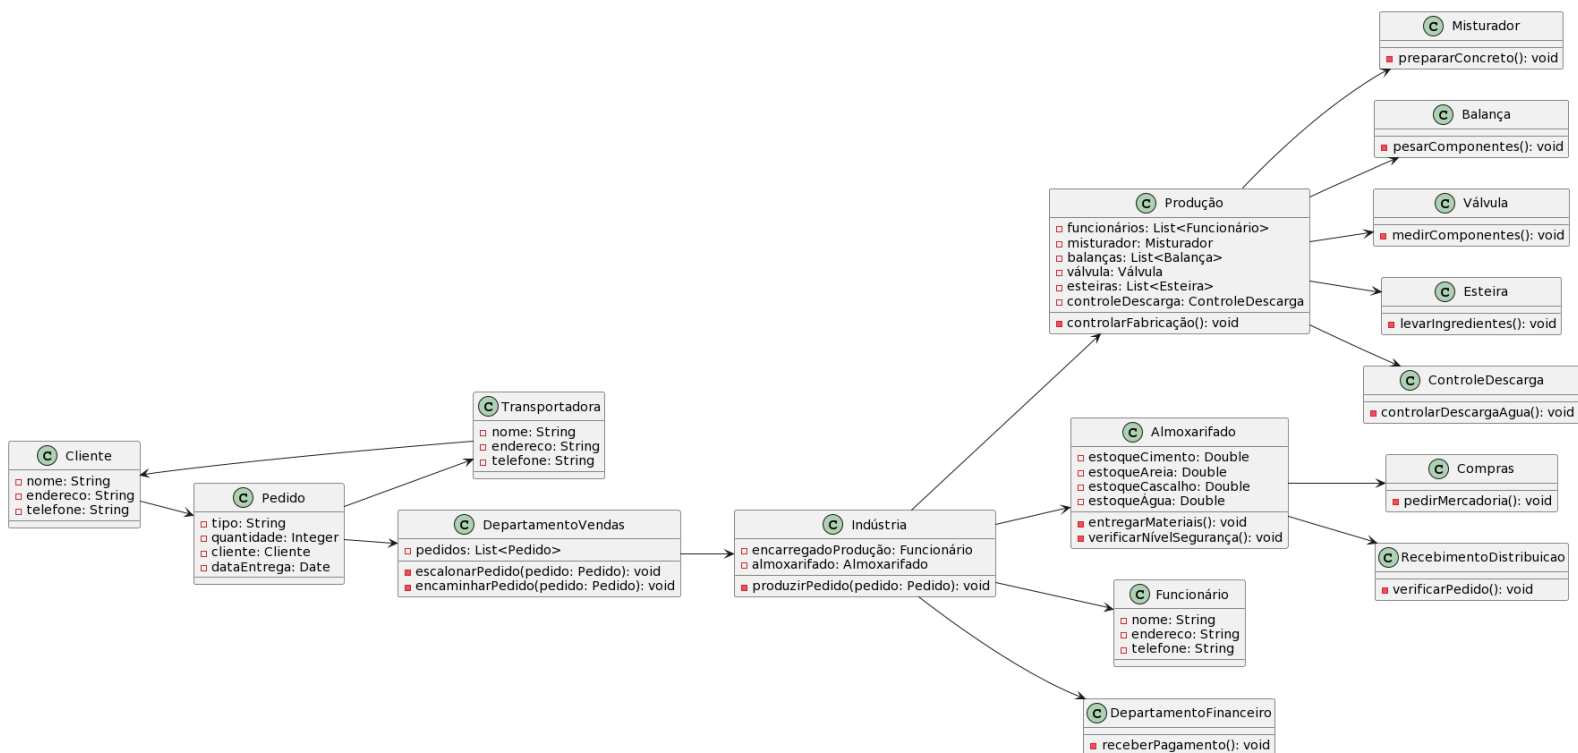 Misturador
prepararConcreto(): void
Balança
pesarComponentes(): void
Produção
funcionários: List<Funcionário>
misturador: Misturador
balanças: List<Balança>
válvula: Válvula
esteiras: List<Esteira>
controleDescarga: ControleDescarga
controlarFabricação(): void
Válvula
medirComponentes(): void
Esteira
levarIngredientes(): void
ControleDescarga
controlarDescargaAgua(): void
Transportadora
nome: String
endereco: String
telefone: String
Cliente
nome: String
endereco: String
telefone: String
Pedido
tipo: String
quantidade: Integer
cliente: Cliente
dataEntrega: Date
DepartamentoVendas
pedidos: List<Pedido>
escalonarPedido(pedido: Pedido): void
encaminharPedido(pedido: Pedido): void
Indústria
encarregadoProdução: Funcionário
almoxarifado: Almoxarifado
produzirPedido(pedido: Pedido): void
Almoxarifado
estoqueCimento: Double
estoqueAreia: Double
estoqueCascalho: Double
estoqueÁgua: Double
entregarMateriais(): void
verificarNívelSegurança(): void
Compras
pedirMercadoria(): void
RecebimentoDistribuicao
verificarPedido(): void
Funcionário
nome: String
endereco: String
telefone: String
DepartamentoFinanceiro
receberPagamento(): void